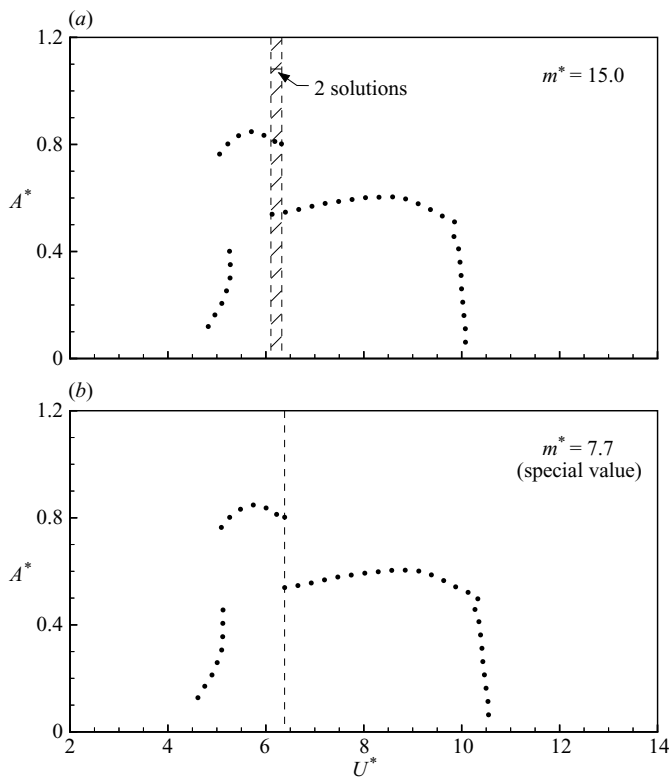 (a)
1.2
2 solutions
m* = 15.0
0.8
A*
0.4
0
(b)
1.2
m* = 7.7
(special value)
0.8
A*
0.4
0
2 4 6 8 10 12 14
U*